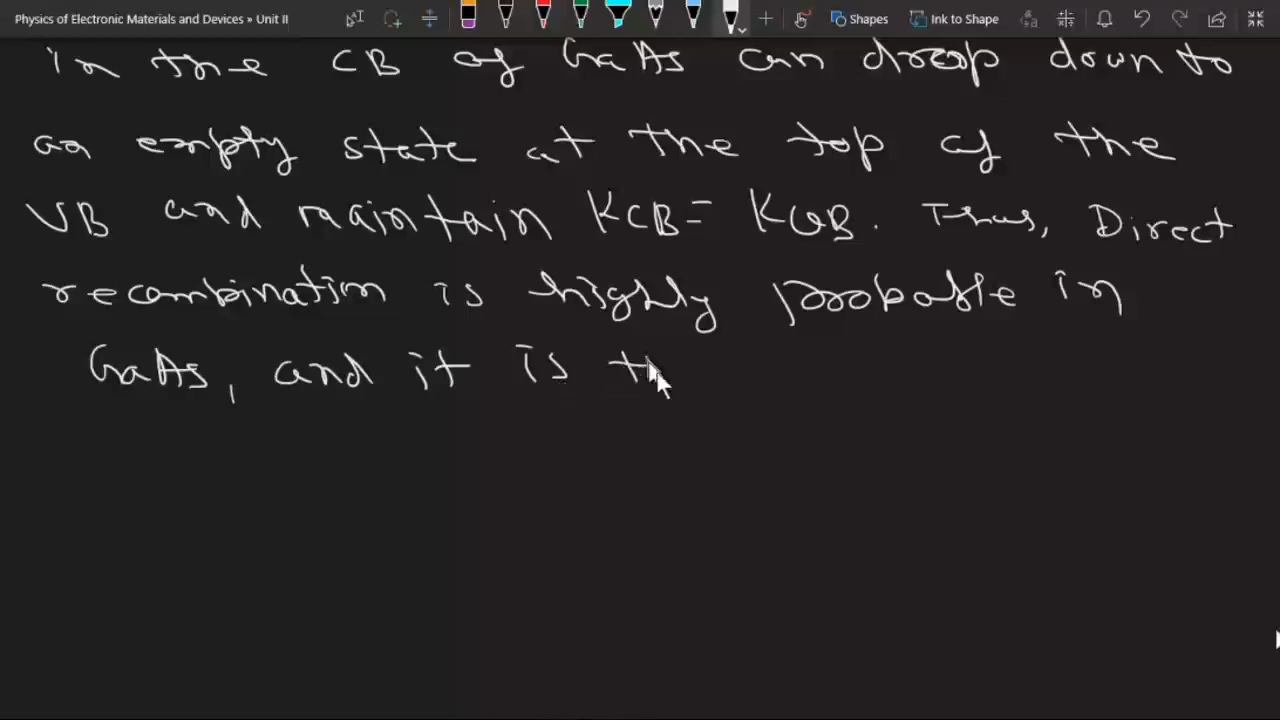 Physics of Electronic Materials and Devices » Unit II
Shapes
Ink to Shape
in the CB of GaAs can drop down to
an empty state at the top of the
VB and maintain KCB= KVB. Thus, Direct
recombination is highly probable in
GaAs, and it is t